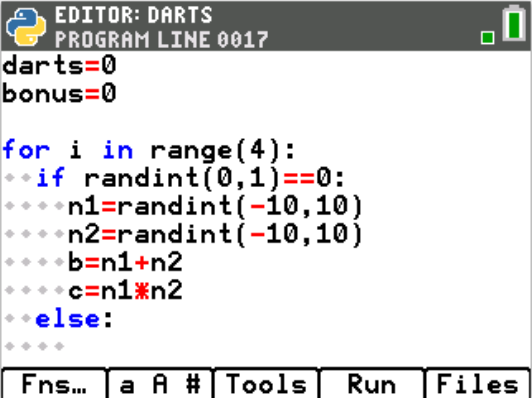 EDITOR: DARTS
PROGRAM LINE 0017
darts=0
bonus=0
for i in range(4):
if randint(0,1)==0:
n1=randint(-10,10)
n2=randint(-10,10)
b=n1+n2
c=n1*n2
else:
Fns… a A # Tools Run Files